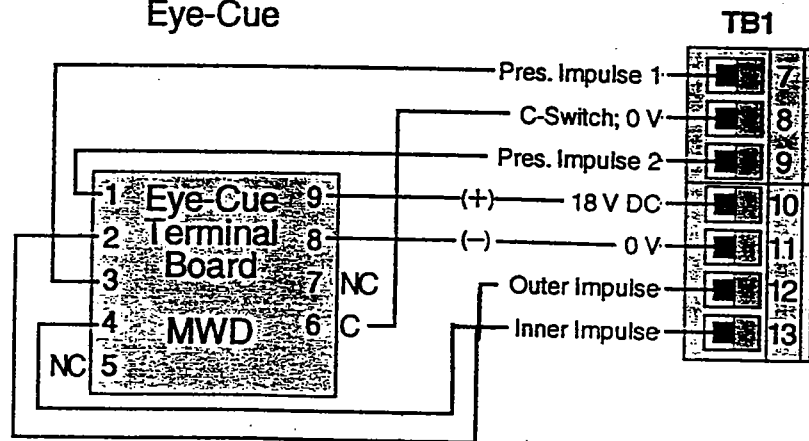 Eye-Cue
TB1
Pres. Impulse 1 7
C-Switch; 0 V 8
Pres. Impulse 2 9
1 Eye-Cue 9 (+) 18 V DC 10
2 Terminal 8 (−) 0 V 11
Board
3 7 NC Outer Impulse 12
4 MWD 6 C Inner Impulse 13
NC 5